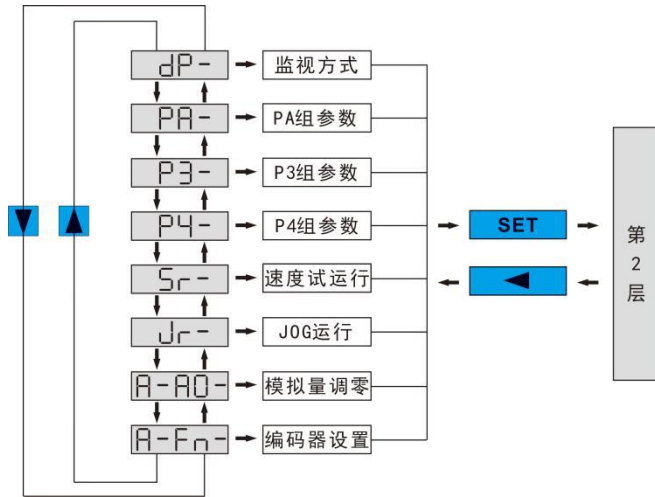 dP-
监视方式
PA-
PA组参数
P3-
P3组参数
P4-
P4组参数
SET
Sr-
速度试运行
Jr-
JOG运行
A-A0-
模拟量调零
A-Fn-
编码器设置
第
2
层